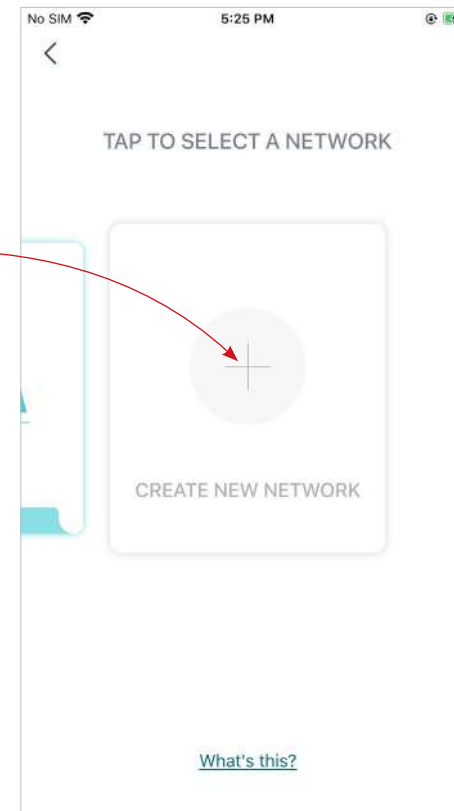 No SIM
5:25 PM
TAP TO SELECT A NETWORK
CREATE NEW NETWORK
What's this?